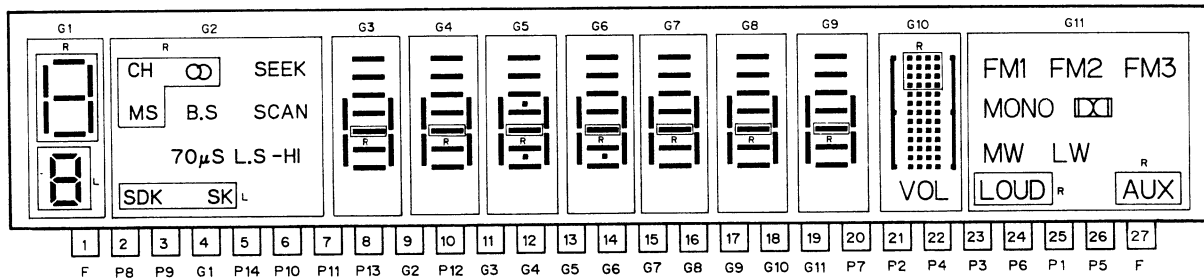 G1 G2 G3 G4 G5 G6 G7 G8 G9 G10 G11
R R R
CH SEEK FM1 FM2 FM3
MS B.S SCAN MONO
R R R R R R R
70μS L.S-HI MW LW
L R
SDK SK L VOL LOUD R AUX
1 2 3 4 5 6 7 8 9 10 11 12 13 14 15 16 17 18 19 20 21 22 23 24 25 26 27
F P8 P9 G1 P14 P10 P11 P13 G2 P12 G3 G4 G5 G6 G7 G8 G9 G10 G11 P7 P2 P4 P3 P6 P1 P5 F